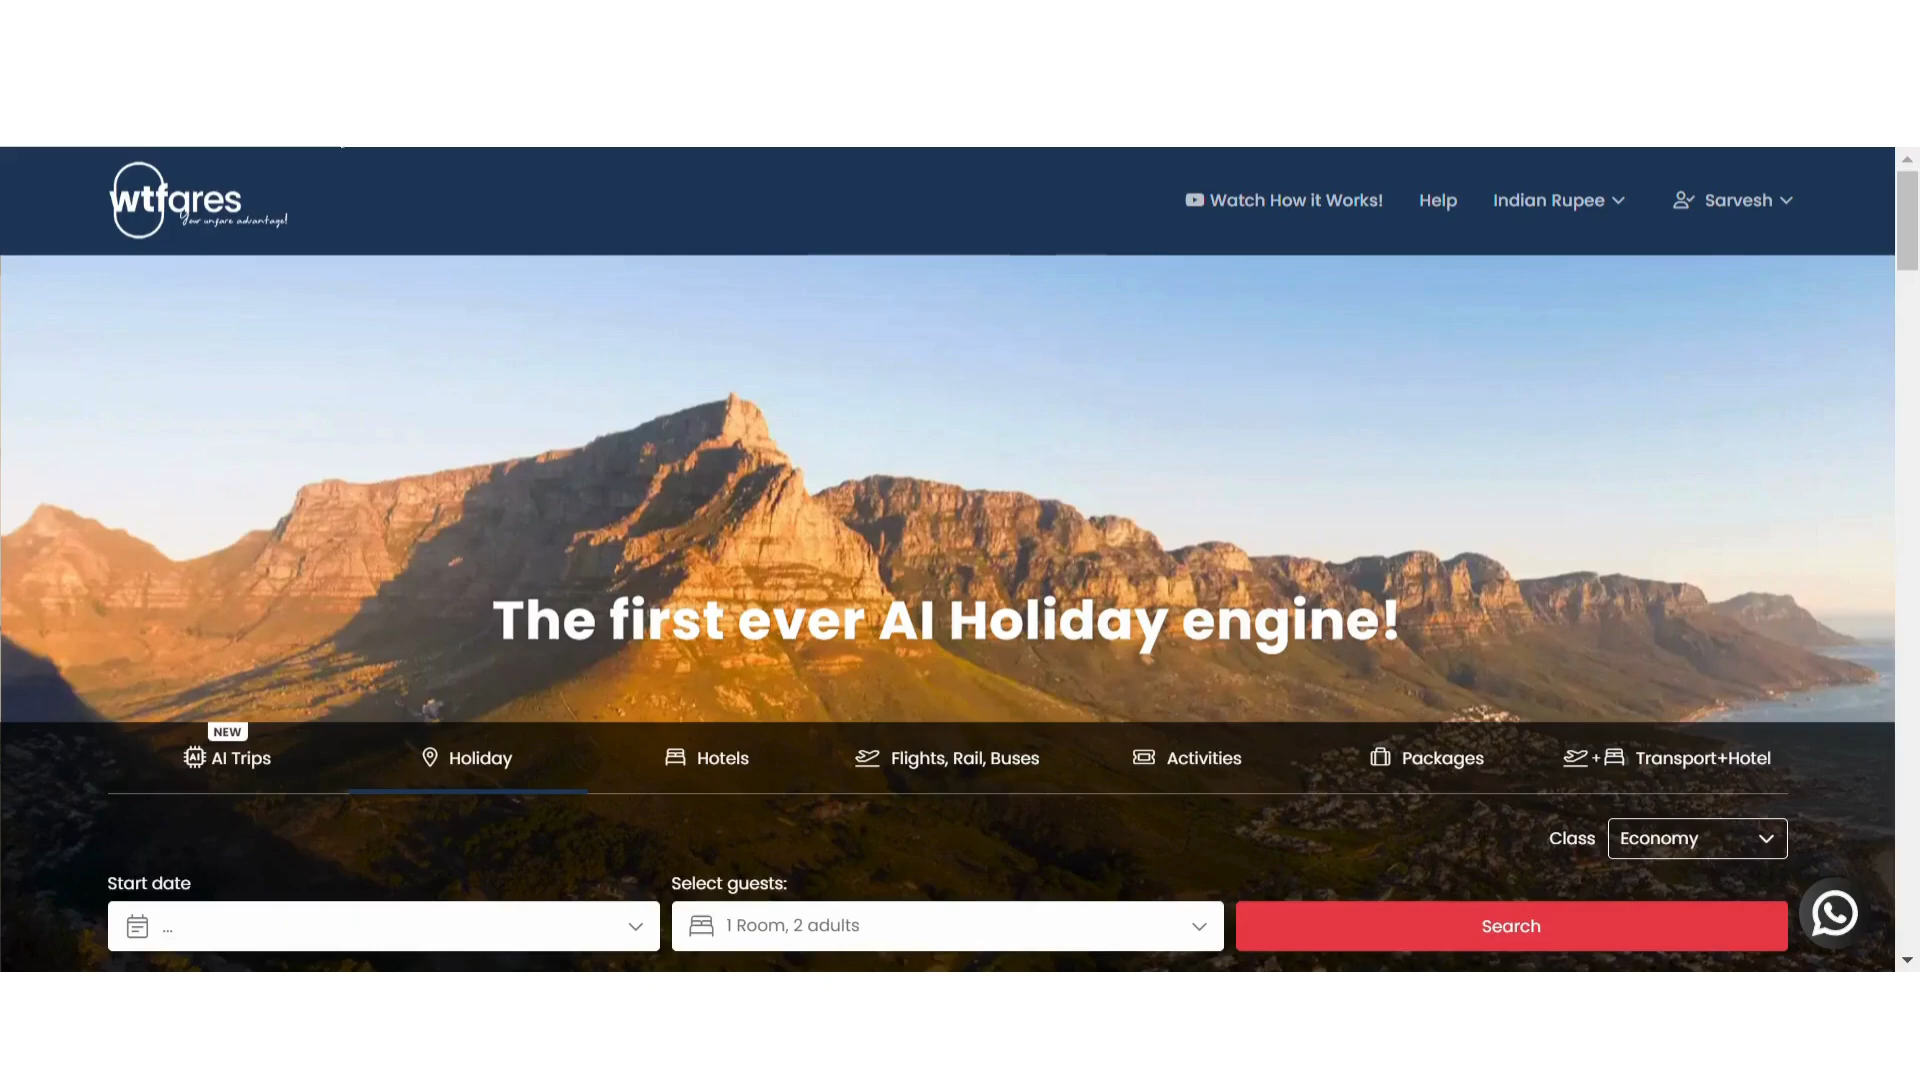 wtfares
Your unfare advantage!
Watch How it Works!
Help
Indian Rupee
Sarvesh
The first ever AI Holiday engine!
NEW
AI Trips
Holiday
Hotels
Flights, Rail, Buses
Activities
Packages
+
Transport+Hotel
Class
Economy
Start date
Select guests:
...
1 Room, 2 adults
Search